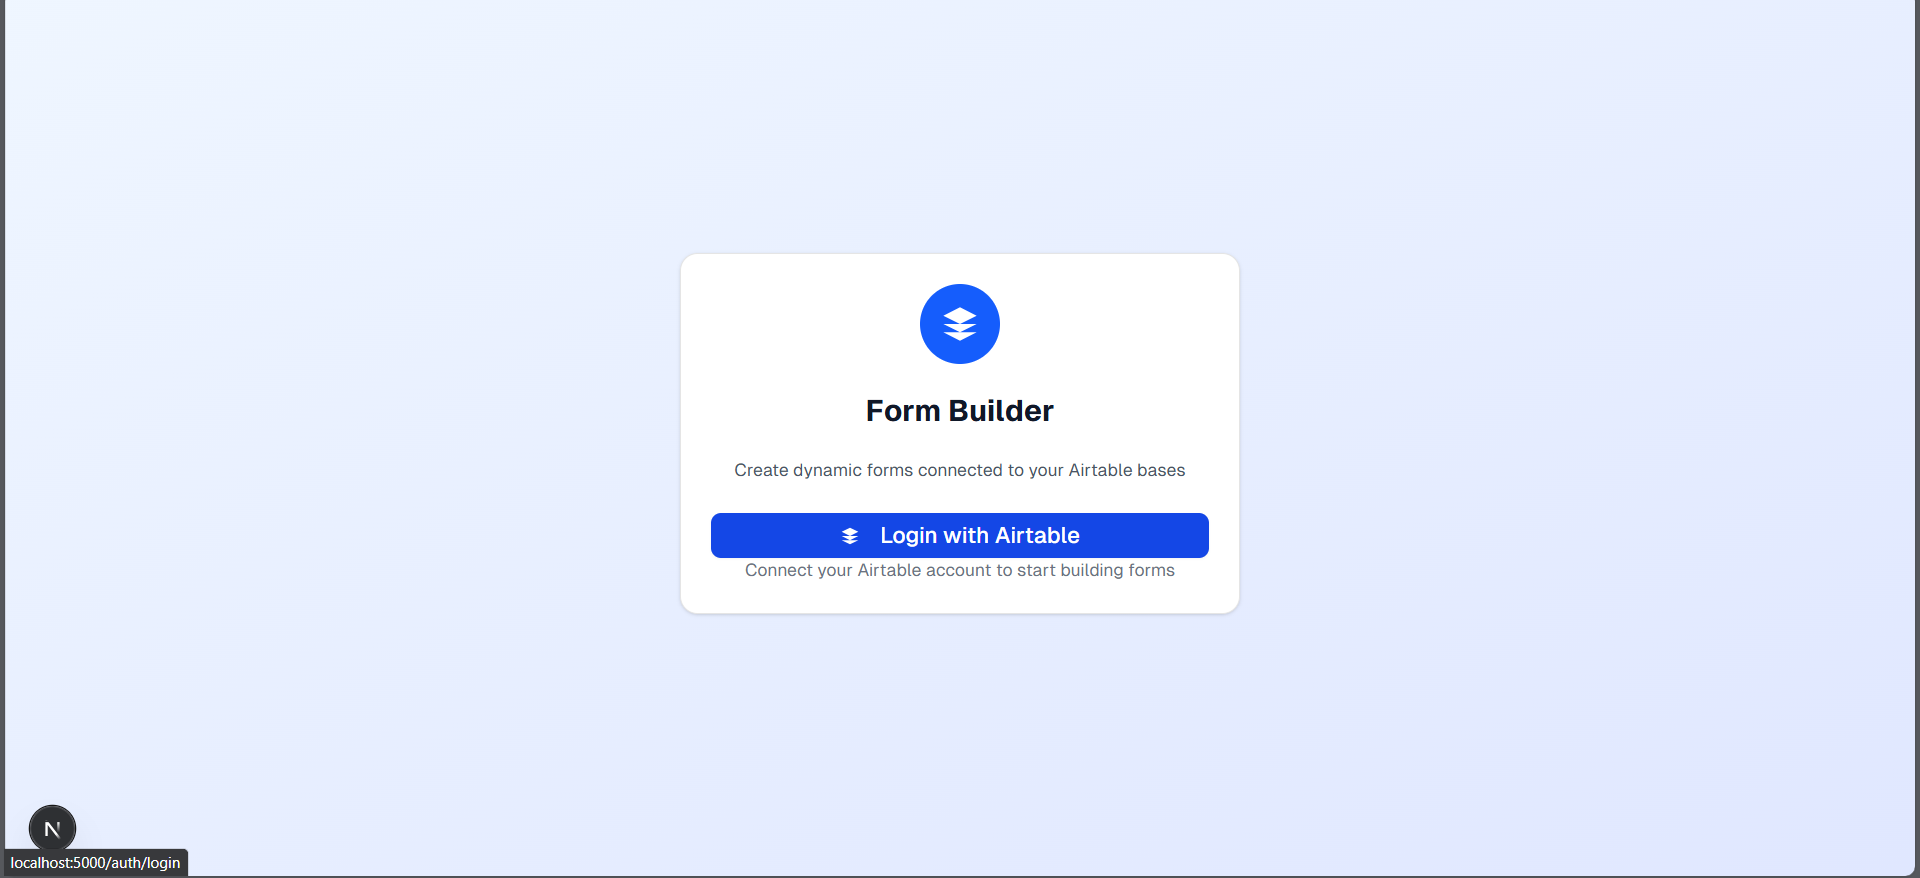 Form Builder
Create dynamic forms connected to your Airtable bases
Login with Airtable
Connect your Airtable account to start building forms
N
localhost:5000/auth/login